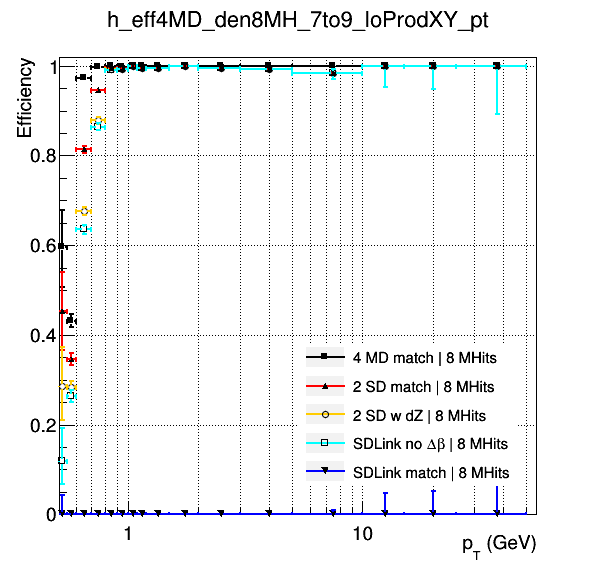 h_eff4MD_den8MH_7to9_loProdXY_pt
Efficiency
1
0.8
0.6
0.4
0.2
0
4 MD match | 8 MHits
2 SD match | 8 MHits
2 SD w dZ | 8 MHits
SDLink no Δβ | 8 MHits
SDLink match | 8 MHits
1
10
p_T (GeV)